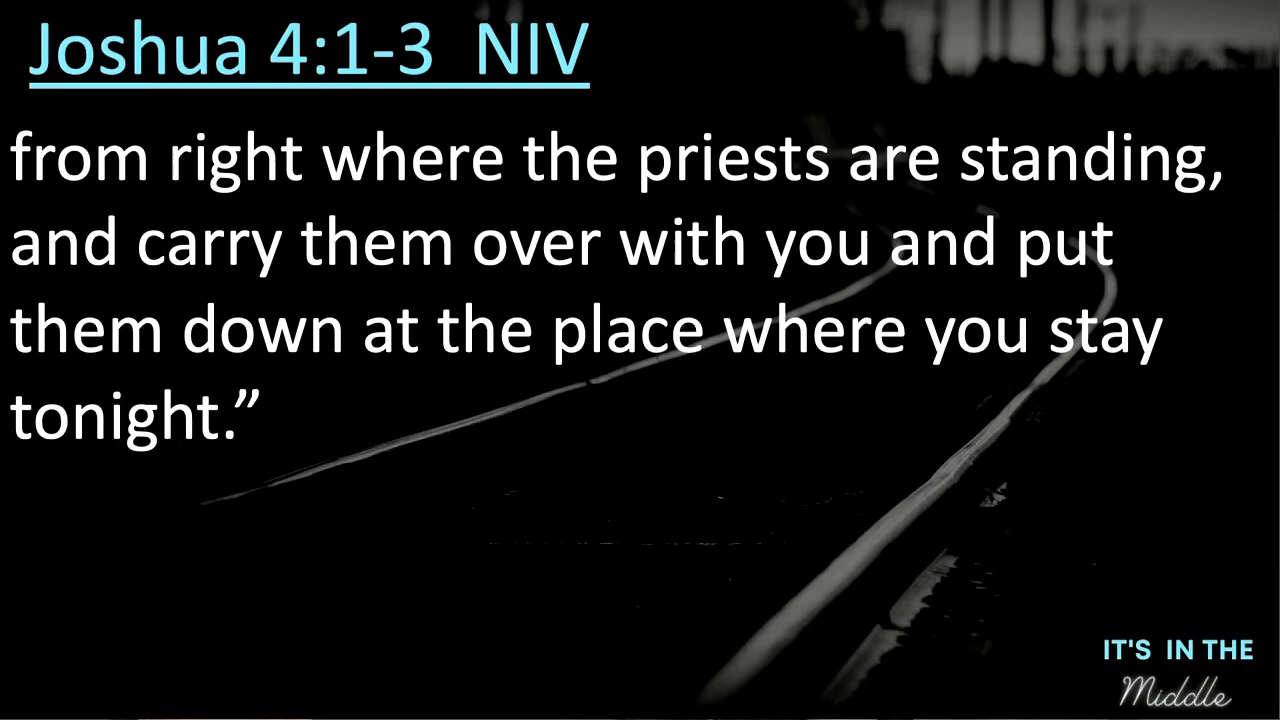 Joshua 4:1-3  NIV
from right where the priests are standing,
and carry them over with you and put
them down at the place where you stay
tonight.”
IT'S  IN THE
Middle